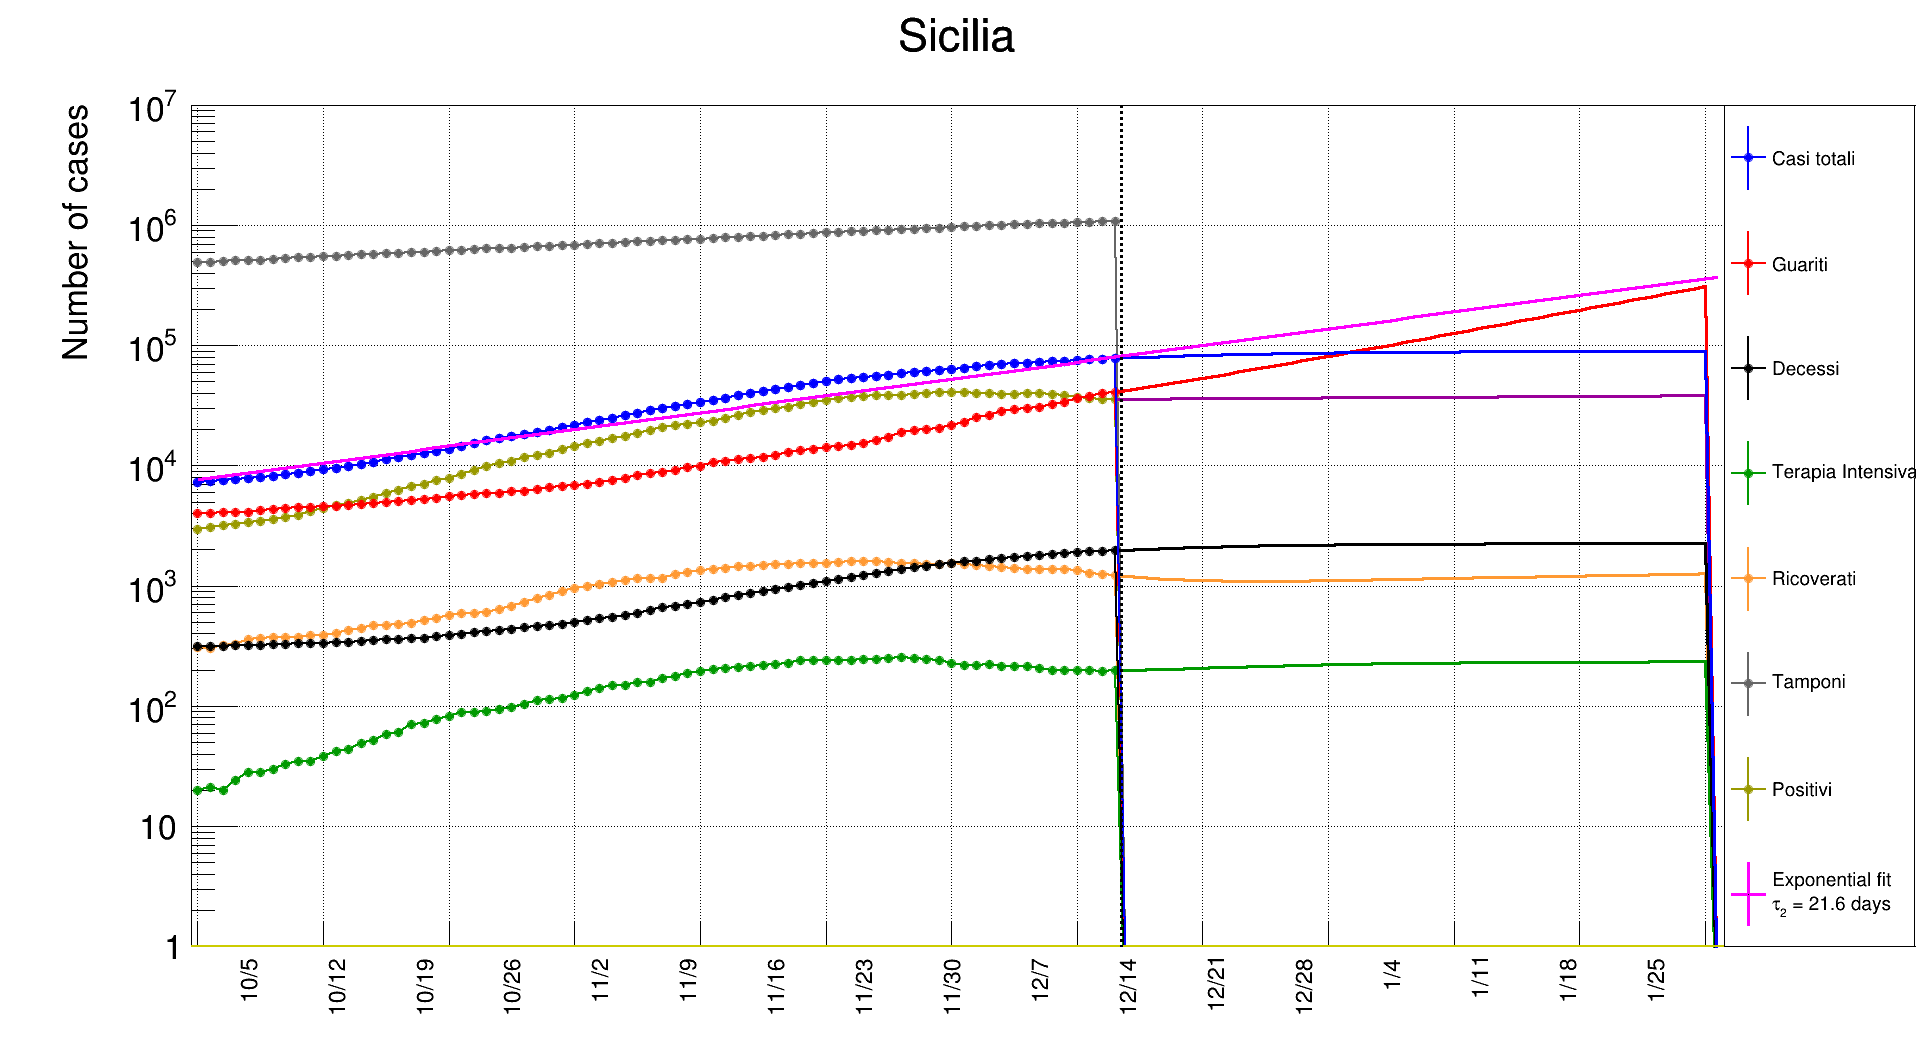 Sicilia
Number of cases
10^7
10^6
10^5
10^4
10^3
10^2
10
1
10/5
10/12
10/19
10/26
11/2
11/9
11/16
11/23
11/30
12/7
12/14
12/21
12/28
1/4
1/11
1/18
1/25
Casi totali
Guariti
Decessi
Terapia Intensiva
Ricoverati
Tamponi
Positivi
Exponential fit
τ_2 = 21.6 days